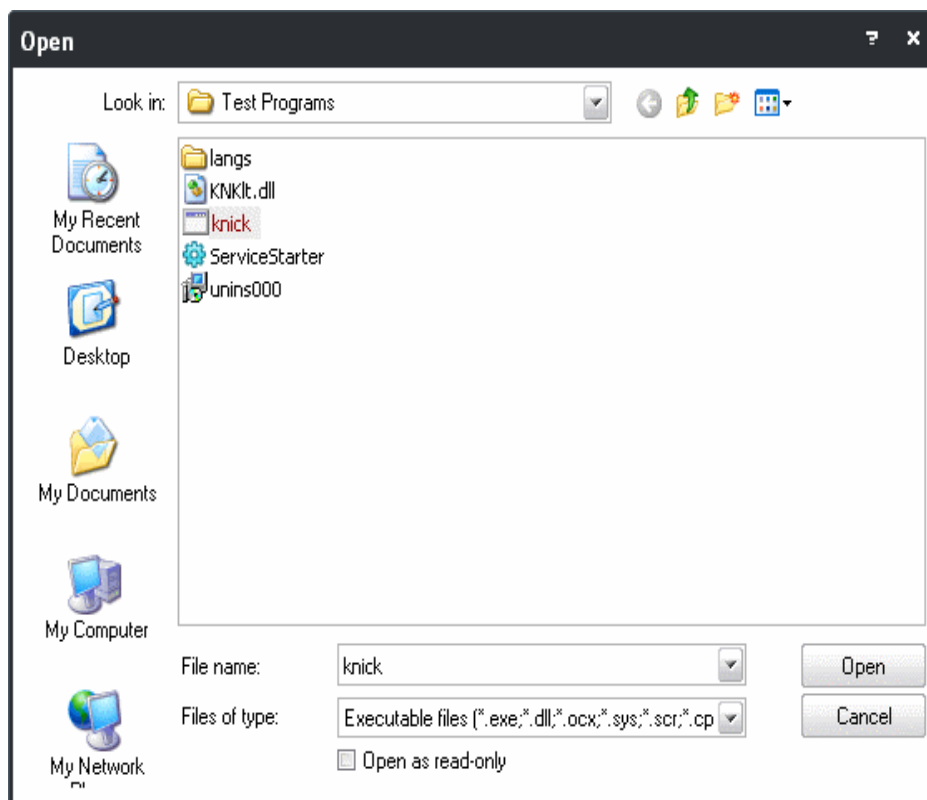 Open
Look in: Test Programs
langs
KNKlt.dll
knick
ServiceStarter
unins000
My Recent
Documents
Desktop
My Documents
My Computer
My Network
File name: knick Open
Files of type: Executable files (*.exe;*.dll;*.ocx;*.sys;*.scr;*.cp Cancel
Open as read-only